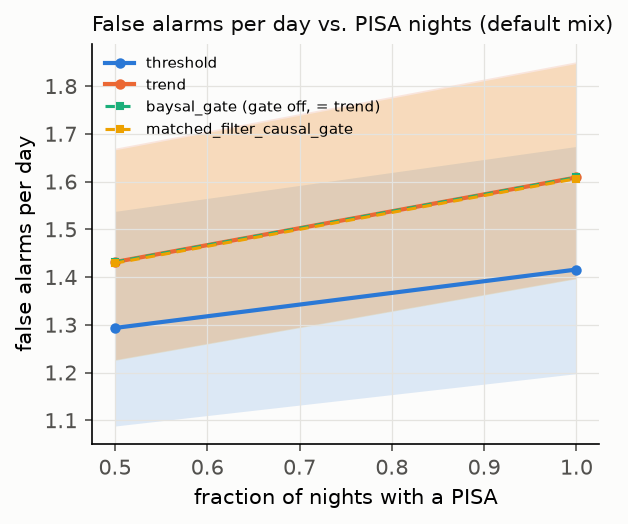 False alarms per day vs. PISA nights (default mix)
threshold
trend
baysal_gate (gate off, = trend)
matched_filter_causal_gate
false alarms per day
1.8
1.7
1.6
1.5
1.4
1.3
1.2
1.1
0.5 0.6 0.7 0.8 0.9 1.0
fraction of nights with a PISA